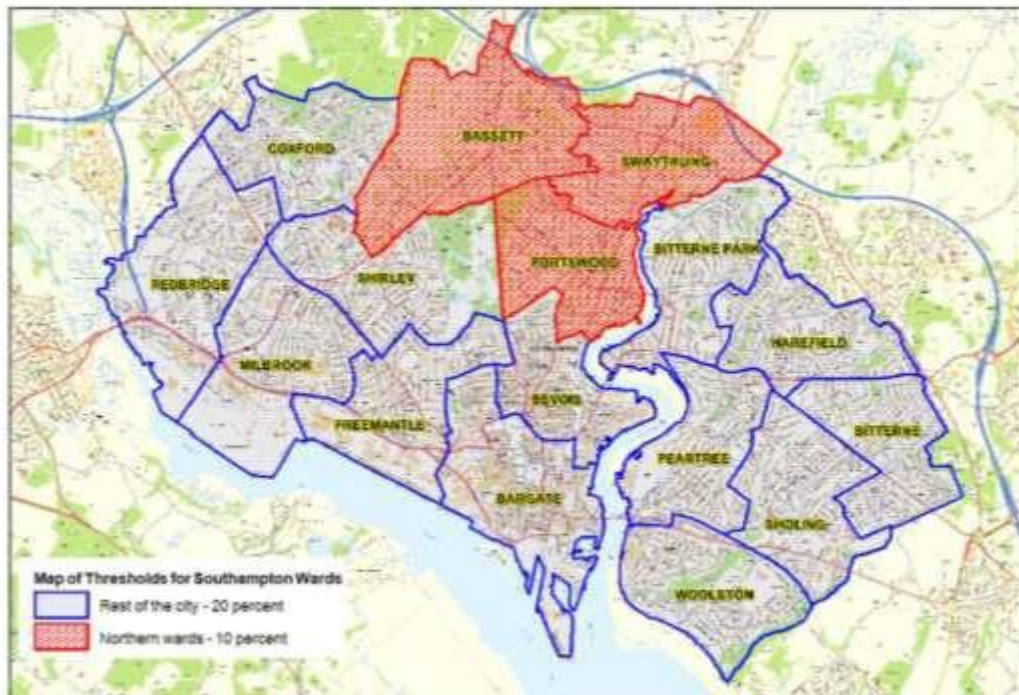 BASSETT
COXFORD
SWAYTHLING
BITTERNE PARK
PORTSWOOD
REDBRIDGE
SHIRLEY
HAREFIELD
MILBROOK
BEVOIS
FREEMANTLE
BITTERNE
PEARTREE
BARGATE
SHOLING
WOOLSTON
Map of Thresholds for Southampton Wards
Rest of the city - 20 percent
Northern wards - 10 percent